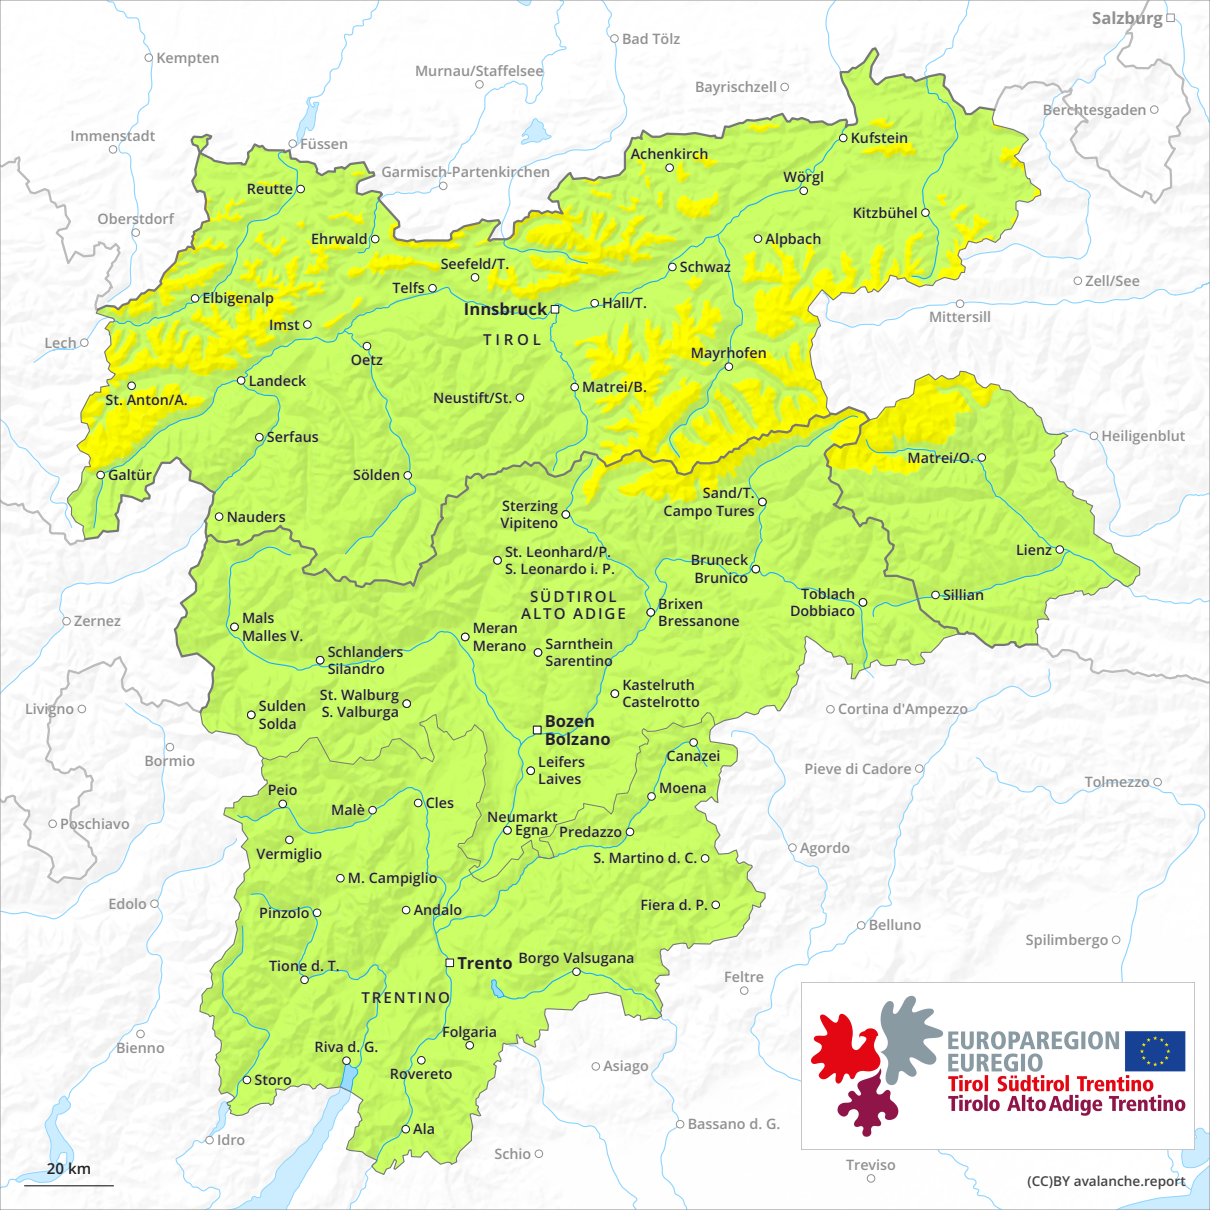 Salzburg
Bad Tölz
Kempten
Murnau/Staffelsee
Bayrischzell
Berchtesgaden
Immenstadt
Füssen
Kufstein
Achenkirch
Garmisch-Partenkirchen
Wörgl
Reutte
Oberstdorf
Kitzbühel
Ehrwald
Alpbach
Seefeld/T.
Schwaz
Zell/See
Telfs
Elbigenalp
Hall/T.
Innsbruck
Mittersill
Imst
TIROL
Lech
Oetz
Mayrhofen
Landeck
Matrei/B.
St. Anton/A.
Neustift/St.
Serfaus
Heiligenblut
Matrei/O.
Galtür
Sölden
Sand/T.
Campo Tures
Sterzing
Vipiteno
Nauders
St. Leonhard/P.
S. Leonardo i. P.
Lienz
Bruneck
Brunico
Toblach
Dobbiaco
Sillian
SÜDTIROL
ALTO ADIGE
Brixen
Bressanone
Zernez
Mals
Malles V.
Meran
Merano
Sarnthein
Sarentino
Schlanders
Silandro
Kastelruth
Castelrotto
St. Walburg
S. Valburga
Sulden
Solda
Livigno
Cortina d'Ampezzo
Bozen
Bolzano
Bormio
Canazei
Leifers
Laives
Pieve di Cadore
Tolmezzo
Peio
Moena
Malè
Cles
Neumarkt
Egna
Predazzo
Poschiavo
Vermiglio
Agordo
S. Martino d. C.
M. Campiglio
Edolo
Pinzolo
Andalo
Fiera d. P.
Belluno
Spilimbergo
Trento
Borgo Valsugana
Tione d. T.
Feltre
TRENTINO
Folgaria
Bienno
Riva d. G.
Rovereto
Asiago
Storo
EUROPAREGION
EUREGIO
Tirol Südtirol Trentino
Tirolo Alto Adige Trentino
Ala
Bassano d. G.
Idro
Schio
Treviso
20 km
(CC)BY avalanche.report